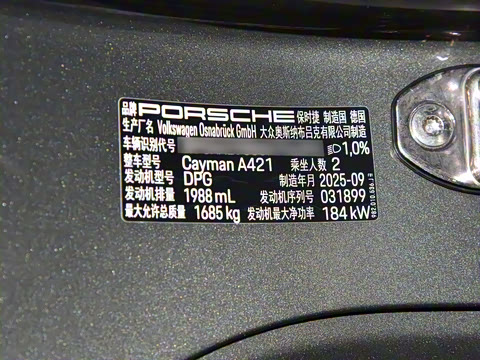 品牌 PORSCHE 保时捷 制造国 德国
生产厂名 Volkswagen Osnabrück GmbH 大众奥斯纳布吕克有限公司制造
车辆识别代号 1,0%
整车型号 Cayman A421 乘坐人数 2
发动机型号 DPG 制造年月 2025-09
发动机排量 1988 mL 发动机序列号 031899
最大允许总质量 1685 kg 发动机最大净功率 184 kW
982.010.636.J